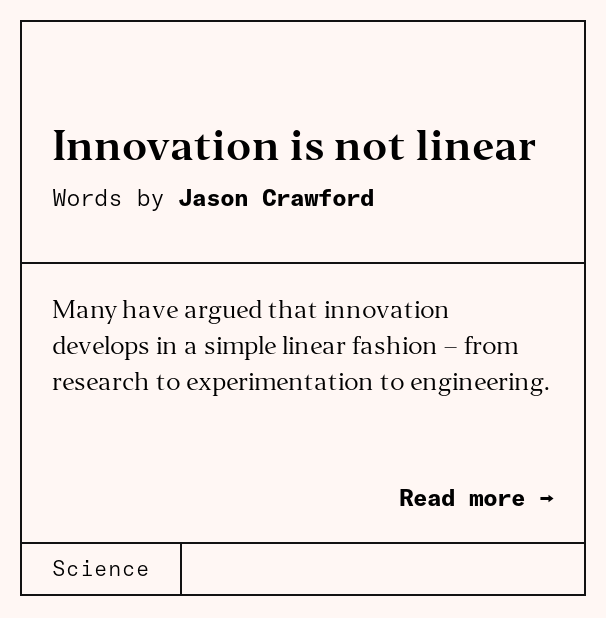 Innovation is not linear
Words by Jason Crawford
Many have argued that innovation
develops in a simple linear fashion – from
research to experimentation to engineering.
Read more →
Science